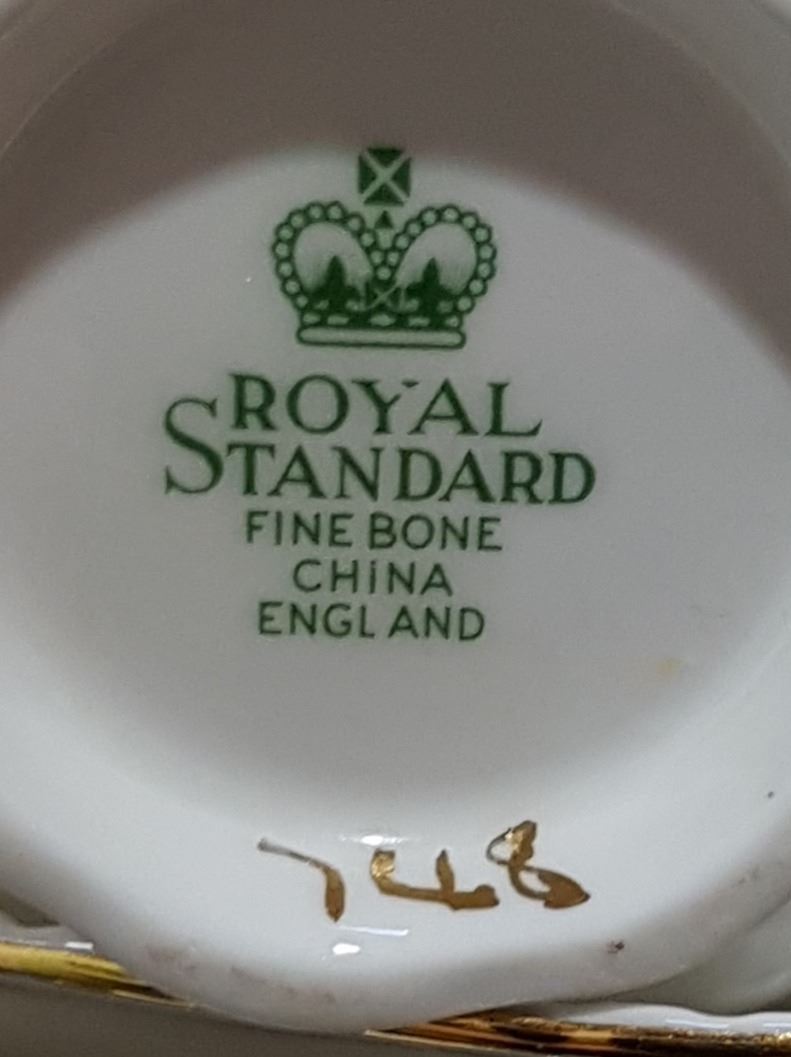 ROYAL
STANDARD
FINE BONE
CHINA
ENGLAND
748